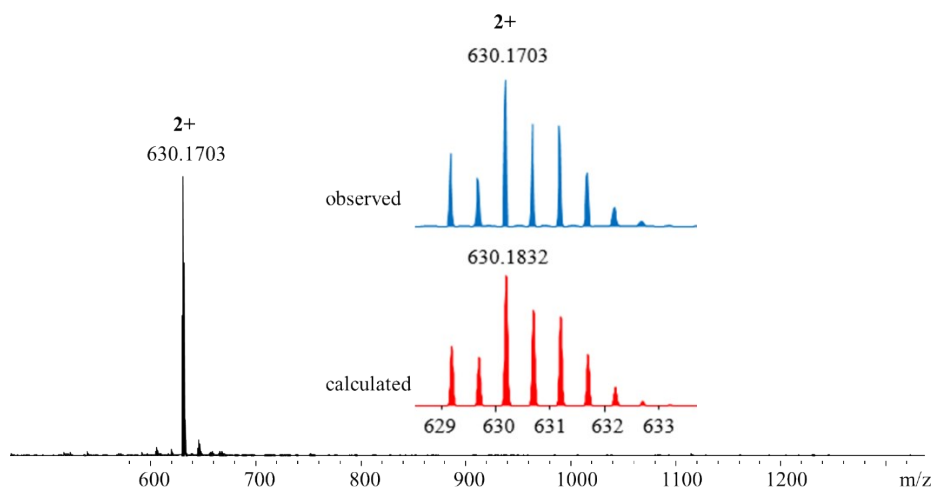 2+
630.1703
2+
630.1703
observed
630.1832
calculated
629 630 631 632 633
600 700 800 900 1000 1100 1200 m/z